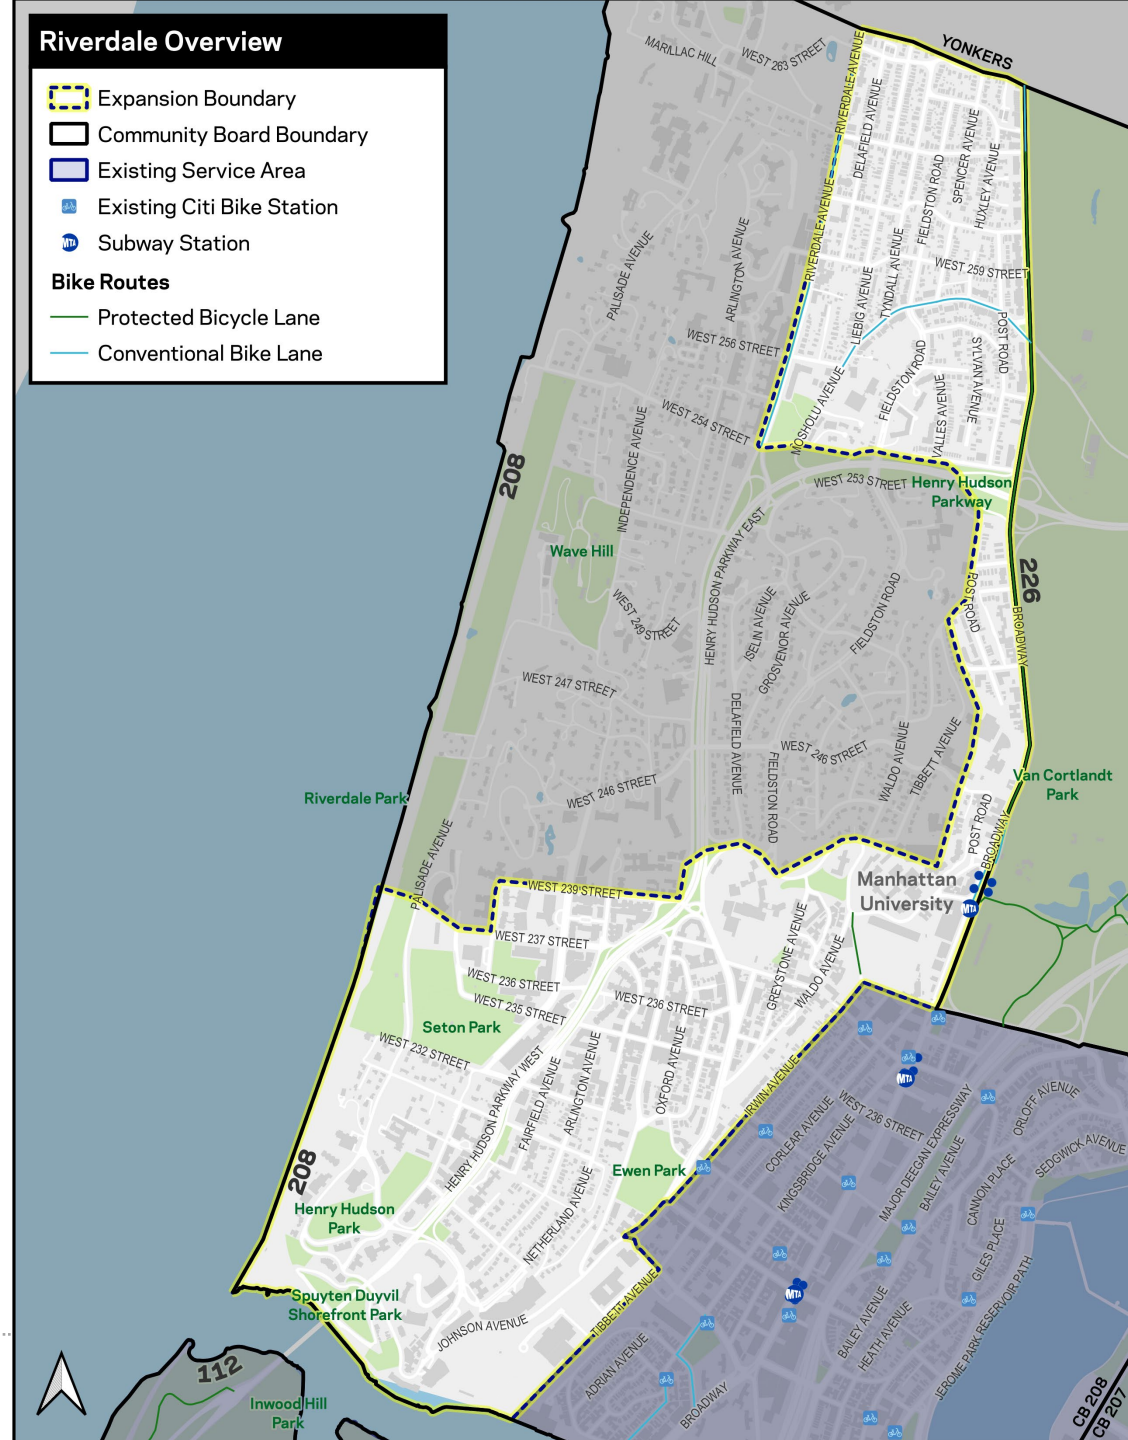 Riverdale Overview
Expansion Boundary
Community Board Boundary
Existing Service Area
Existing Citi Bike Station
MTA
Subway Station
Bike Routes
Protected Bicycle Lane
Conventional Bike Lane
YONKERS
MARILLAC HILL
WEST 263 STREET
RIVERDALE AVENUE
DELAFIELD AVENUE
SPENCER AVENUE
HUXLEY AVENUE
FIELDSTON ROAD
RIVERDALE AVENUE
PALISADE AVENUE
ARLINGTON AVENUE
TYNDALL AVENUE
LIEBIG AVENUE
WEST 259 STREET
WEST 256 STREET
POST ROAD
SYLVAN AVENUE
FIELDSTON ROAD
VALLES AVENUE
MOSHOLU AVENUE
WEST 254 STREET
INDEPENDENCE AVENUE
208
WEST 253 STREET
Henry Hudson
Parkway
Wave Hill
HENRY HUDSON PARKWAY EAST
226
WEST 249 STREET
ISELIN AVENUE
GROSVENOR AVENUE
FIELDSTON ROAD
POST ROAD
BROADWAY
WEST 247 STREET
DELAFIELD AVENUE
WEST 246 STREET
WALDO AVENUE
TIBBETT AVENUE
FIELDSTON ROAD
WEST 246 STREET
Riverdale Park
Van Cortlandt
Park
POST ROAD
BROADWAY
PALISADE AVENUE
WEST 239 STREET
Manhattan
University
MTA
WEST 237 STREET
GREYSTONE AVENUE
WALDO AVENUE
WEST 236 STREET
WEST 235 STREET
WEST 236 STREET
Seton Park
WEST 232 STREET
HENRY HUDSON PARKWAY WEST
FAIRFIELD AVENUE
ARLINGTON AVENUE
OXFORD AVENUE
IRWIN AVENUE
MTA
WEST 236 STREET
CORLEAR AVENUE
KINGSBRIDGE AVENUE
MAJOR DEEGAN EXPRESSWAY
BAILEY AVENUE
ORLOFF AVENUE
SEDGWICK AVENUE
CANNON PLACE
GILES PLACE
208
Ewen Park
Henry Hudson
Park
NETHERLAND AVENUE
Spuyten Duyvil
Shorefront Park
JOHNSON AVENUE
TIBBETT AVENUE
MTA
BAILEY AVENUE
HEATH AVENUE
JEROME PARK RESERVOIR PATH
ADRIAN AVENUE
BROADWAY
112
Inwood Hill
Park
CB 208
CB 207